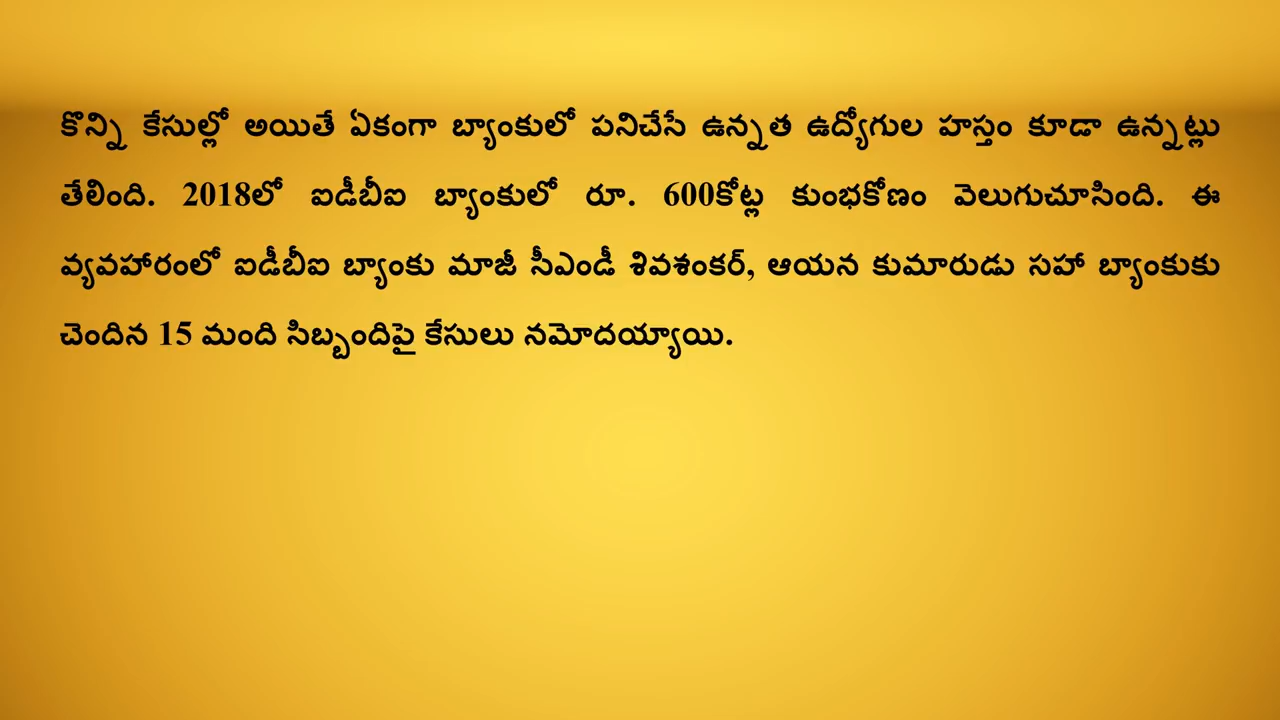 కొన్ని కేసుల్లో అయితే ఏకంగా బ్యాంకులో పనిచేసే ఉన్నత ఉద్యోగుల హస్తం కూడా ఉన్నట్లు
తేలింది. 2018లో ఐడీబీఐ బ్యాంకులో రూ. 600కోట్ల కుంభకోణం వెలుగుచూసింది. ఈ
వ్యవహారంలో ఐడీబీఐ బ్యాంకు మాజీ సీఎండీ శివశంకర్, ఆయన కుమారుడు సహా బ్యాంకుకు
చెందిన 15 మంది సిబ్బందిపై కేసులు నమోదయ్యాయి.